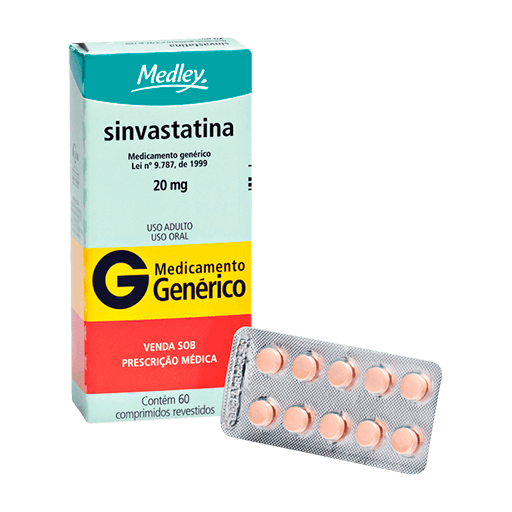 sinvastatina
Medley.
sinvastatina
Medicamento genérico
Lei nº 9.787, de 1999
20 mg
USO ADULTO
USO ORAL
G Medicamento
Genérico
VENDA SOB
PRESCRIÇÃO MÉDICA
Contém 60
comprimidos revestidos